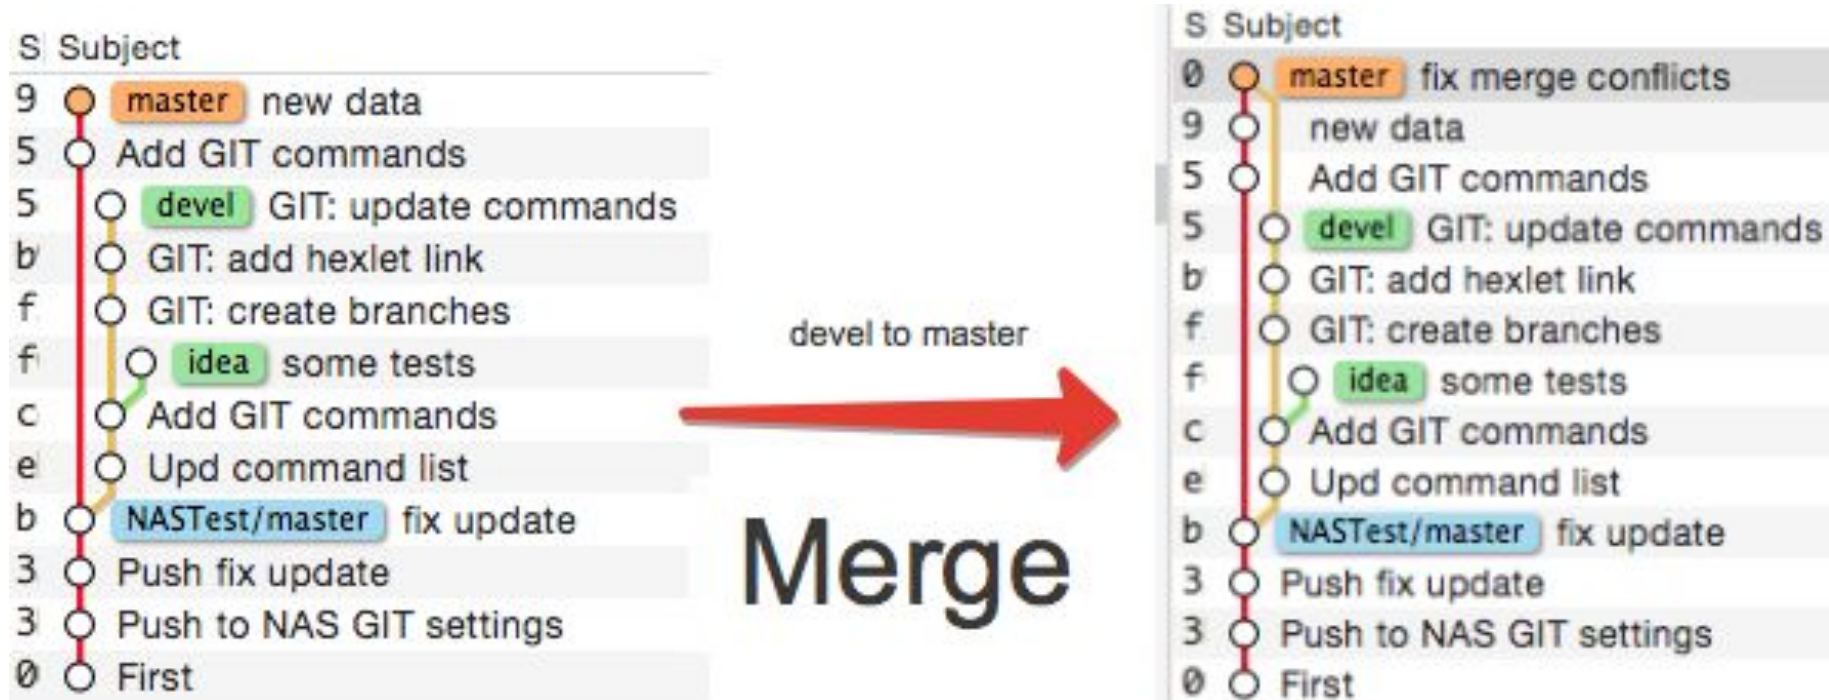 S Subject
9 master new data
5 Add GIT commands
5 devel GIT: update commands
b GIT: add hexlet link
f GIT: create branches
f idea some tests
c Add GIT commands
e Upd command list
b NASTest/master fix update
3 Push fix update
3 Push to NAS GIT settings
0 First
devel to master
Merge
S Subject
0 master fix merge conflicts
9 new data
5 Add GIT commands
5 devel GIT: update commands
b GIT: add hexlet link
f GIT: create branches
f idea some tests
c Add GIT commands
e Upd command list
b NASTest/master fix update
3 Push fix update
3 Push to NAS GIT settings
0 First